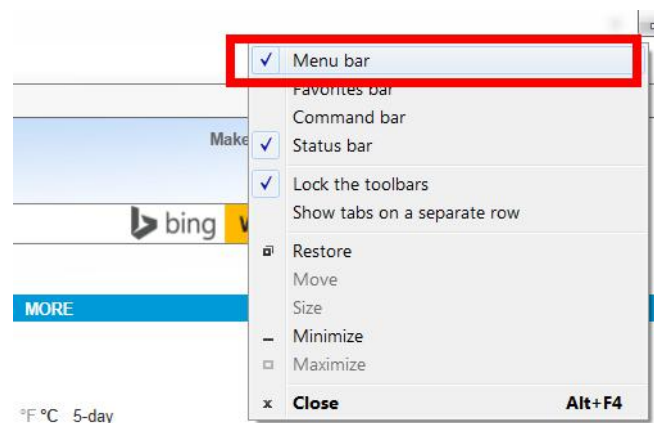 Menu bar
Favorites bar
Command bar
Make
Status bar
Lock the toolbars
Show tabs on a separate row
bing
Restore
Move
MORE
Size
Minimize
Maximize
Close Alt+F4
°F °C 5-day